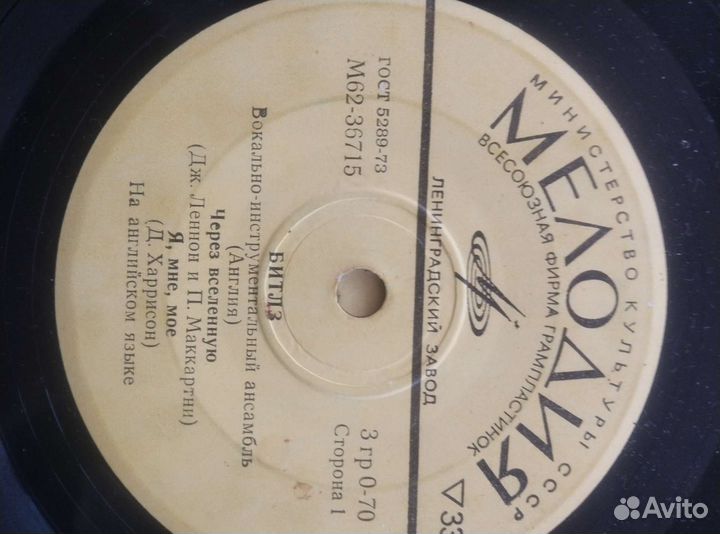 МИНИСТЕРСТВО КУЛЬТУРЫ СССР
МЕЛОДИЯ
ВСЕСОЮЗНАЯ ФИРМА ГРАМПЛАСТИНОК
ЛЕНИНГРАДСКИЙ ЗАВОД
▽33
ГОСТ 5289-73
М62-36715
3 гр 0-70
Сторона 1
БИТЛЗ
Вокально-инструментальный ансамбль
(Англия)
Через вселенную
(Дж. Леннон и П. Маккартни)
Я, мне, мое
(Д. Харрисон)
На английском языке
Avito